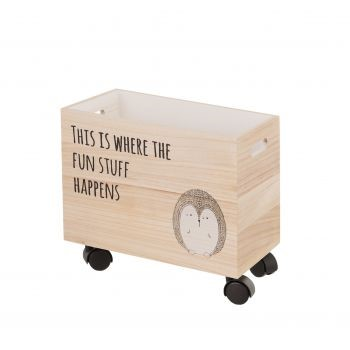 THIS IS WHERE THE
FUN STUFF
HAPPENS